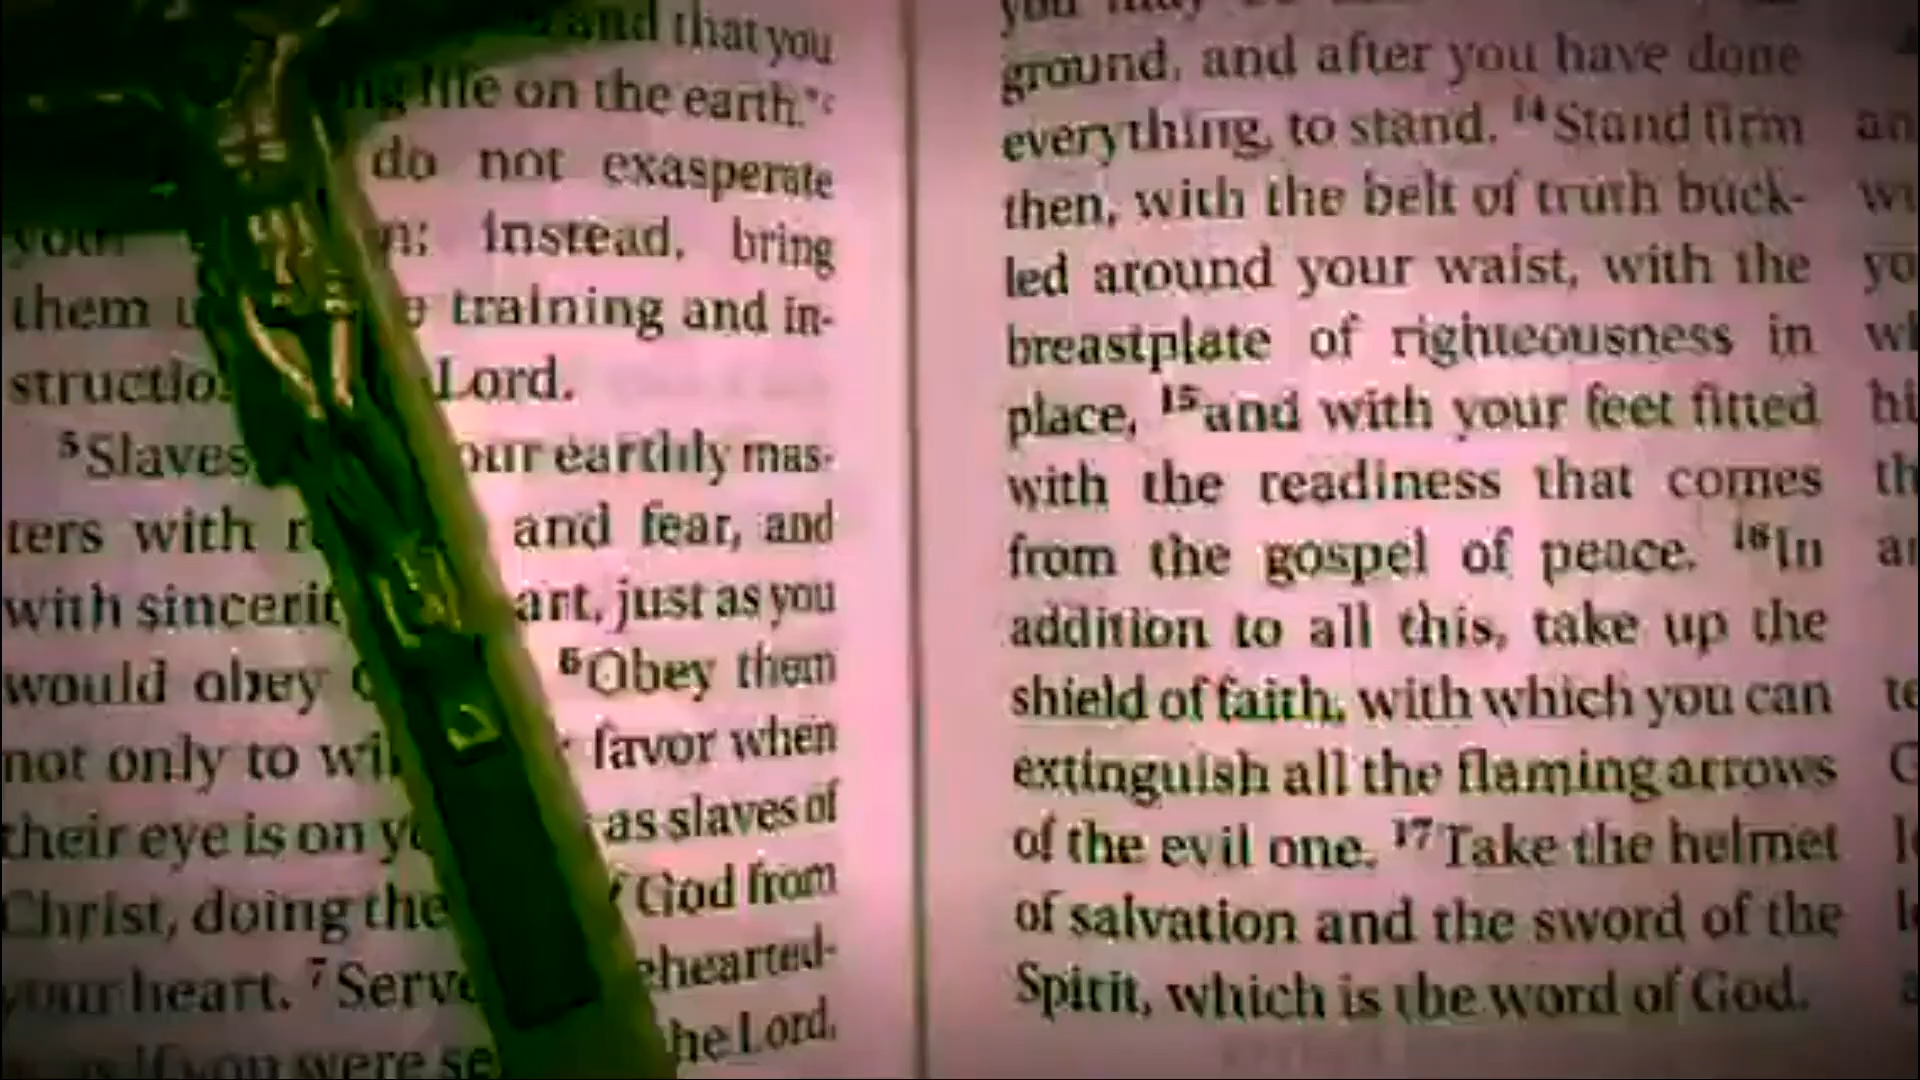 and that you
life on the earth."c
do not exasperate
instead, bring
them training and in-
Lord.
5Slaves earthly mas-
ters with and fear, and
with just as you
would obey 6Obey them
not only to favor when
their eye is on as slaves of
Christ, doing the God from
your heart. 7
Lord,
if you were
you may
ground, and after you have done
everything, to stand. 14Stand firm
then, with the belt of truth buck-
led around your waist, with the
breastplate of righteousness in
place, 15and with your feet fitted
with the readiness that comes
from the gospel of peace. 16In
addition to all this, take up the
shield of faith, with which you can
extinguish all the flaming arrows
of the evil one. 17Take the helmet
of salvation and the sword of the
Spirit, which is the word of God.